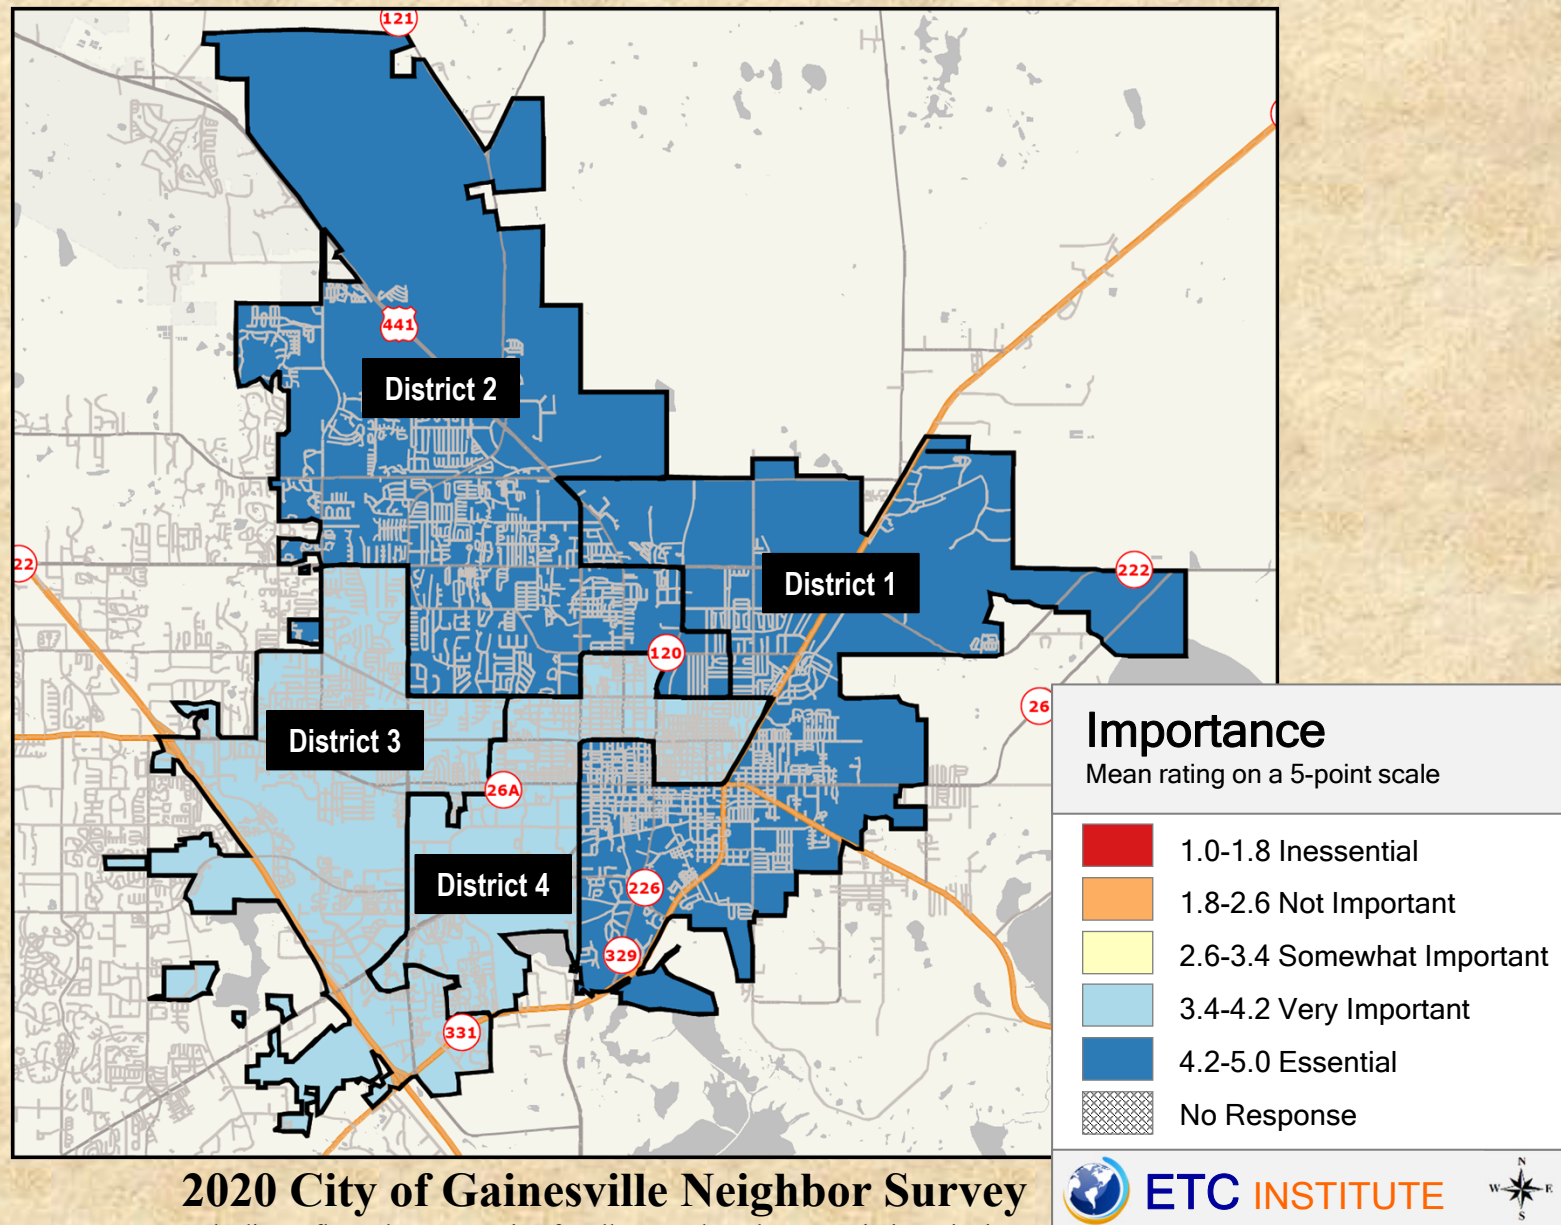 121
441
District 2
22
222
District 1
120
26
District 3
26A
District 4
226
329
331
Importance
Mean rating on a 5-point scale
1.0-1.8 Inessential
1.8-2.6 Not Important
2.6-3.4 Somewhat Important
3.4-4.2 Very Important
4.2-5.0 Essential
No Response
2020 City of Gainesville Neighbor Survey
ETC INSTITUTE
N
W E
S